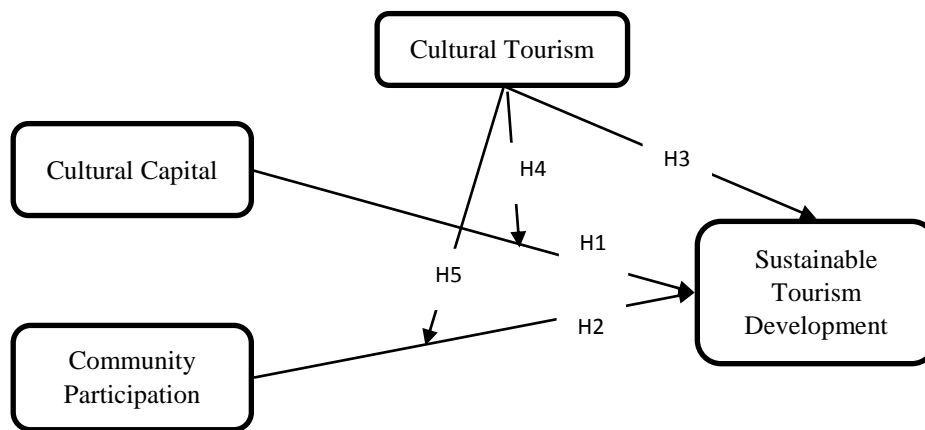 Cultural Tourism
H3
H4
Cultural Capital
H1
Sustainable
Tourism
Development
H5
H2
Community
Participation